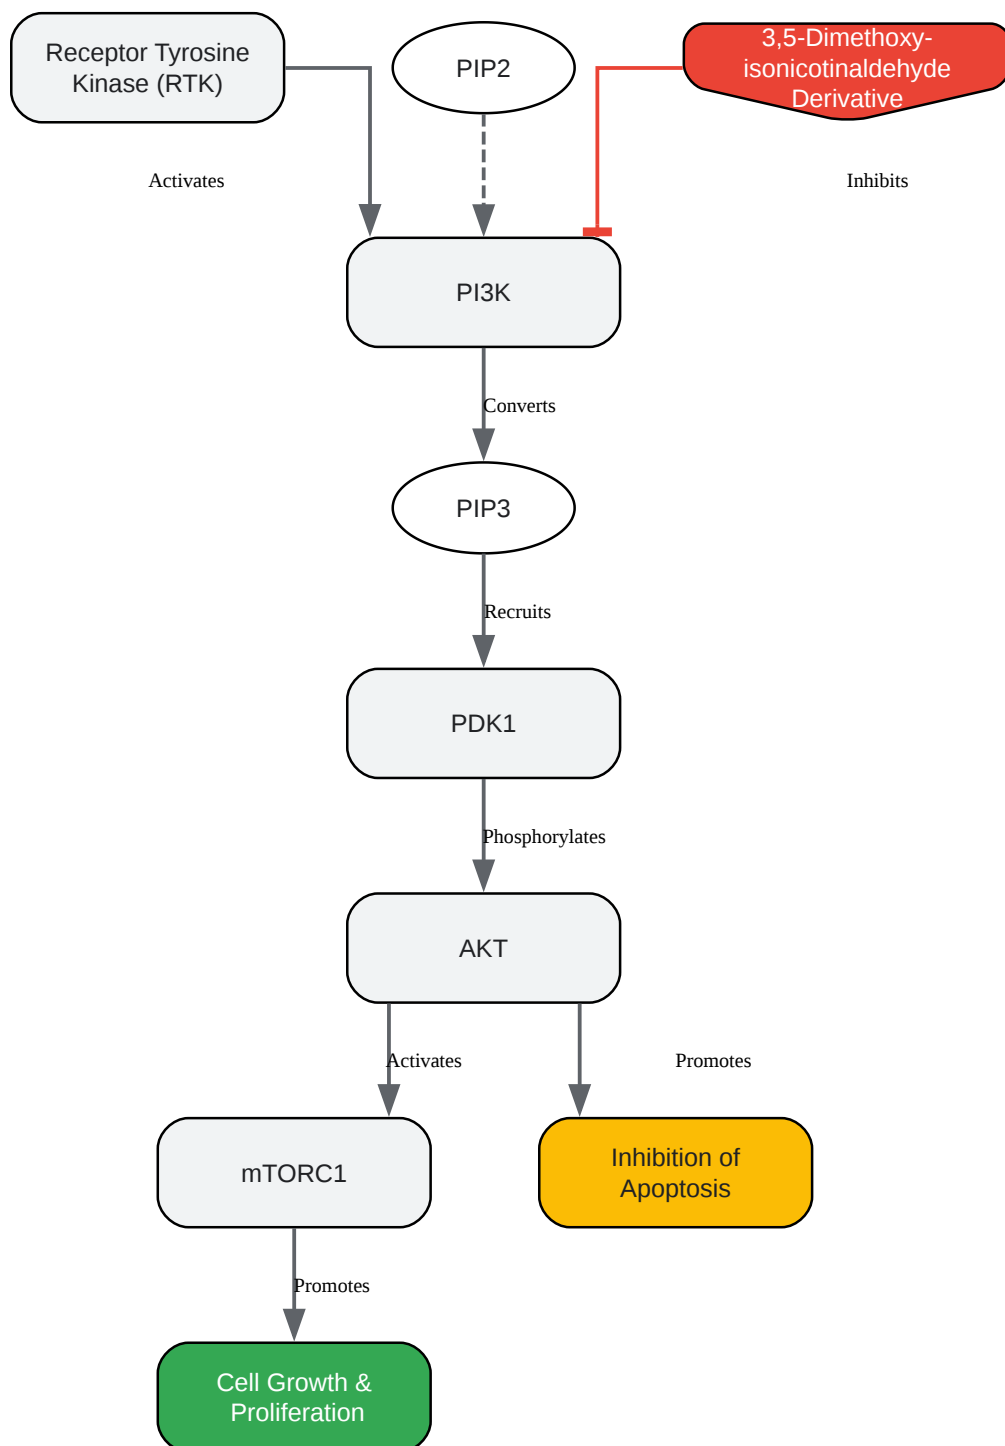 Receptor Tyrosine
Kinase (RTK)
PIP2
3,5-Dimethoxy-
isonicotinaldehyde
Derivative
Activates
Inhibits
PI3K
Converts
PIP3
Recruits
PDK1
Phosphorylates
AKT
Activates
Promotes
mTORC1
Inhibition of
Apoptosis
Promotes
Cell Growth &
Proliferation